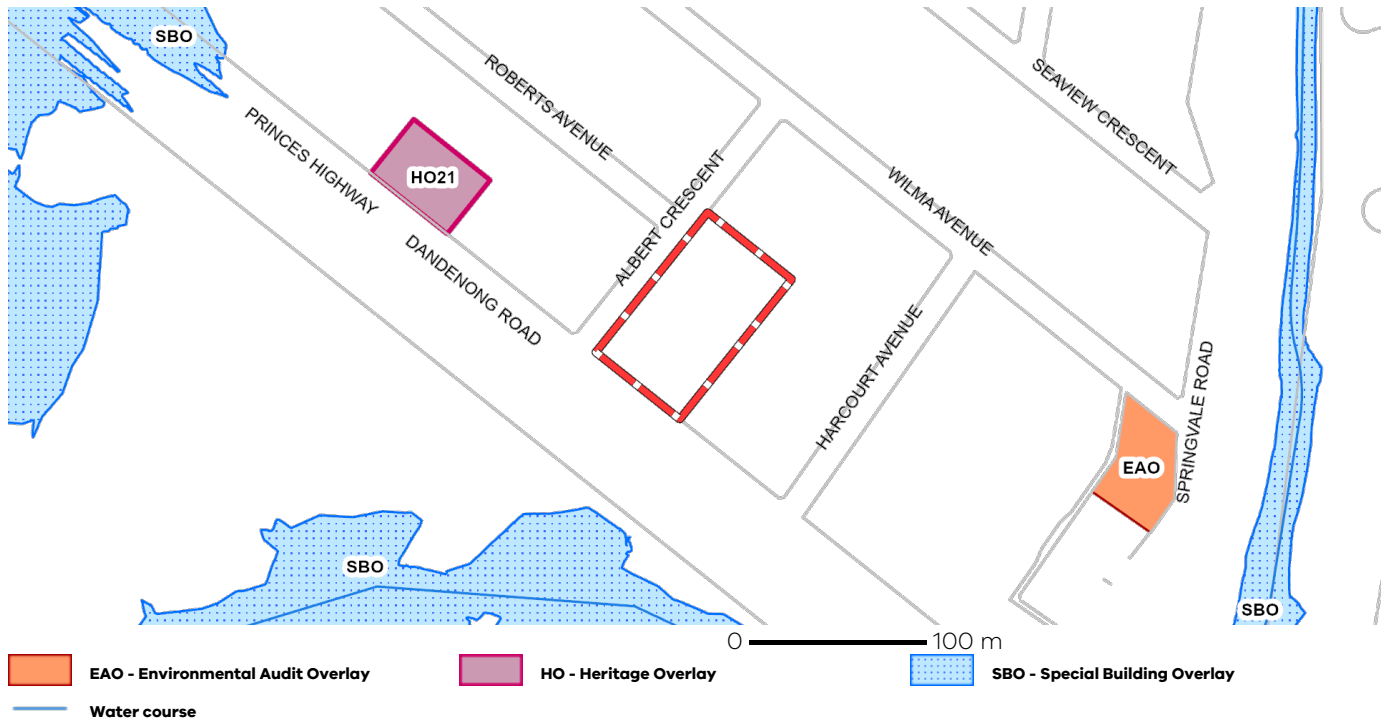 SBO
ROBERTS AVENUE
SEAVIEW CRESCENT
PRINCES HIGHWAY
HO21
ALBERT CRESCENT
WILMA AVENUE
DANDENONG ROAD
HARCOURT AVENUE
SPRINGVALE ROAD
EAO
SBO
SBO
0 100 m
EAO - Environmental Audit Overlay
HO - Heritage Overlay
SBO - Special Building Overlay
Water course